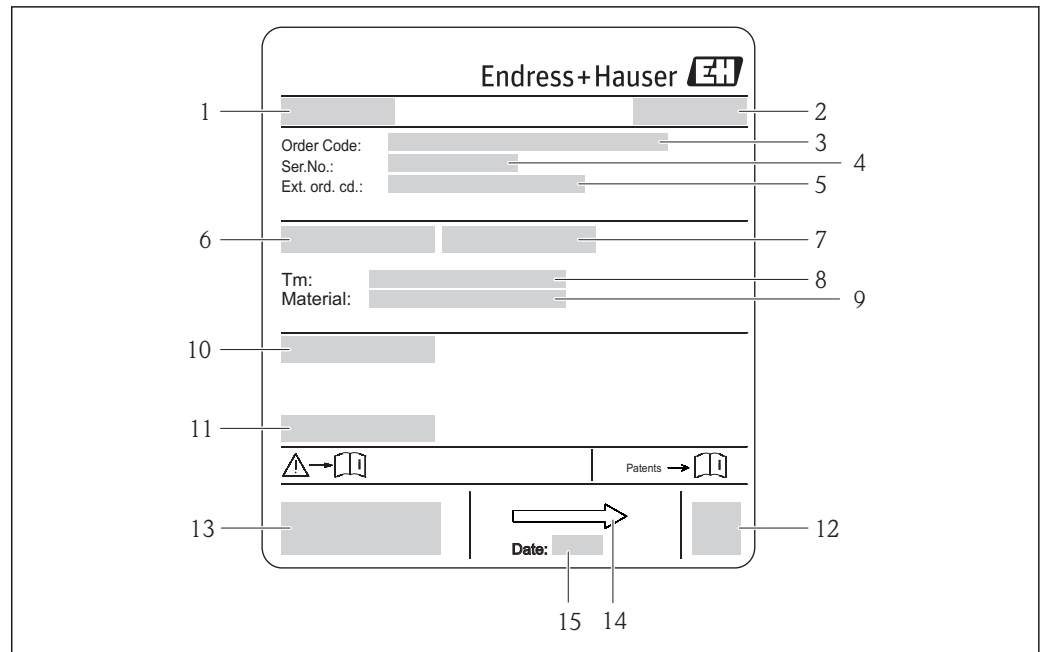 Endress+Hauser EH
1 2
Order Code: 3
Ser.No.: 4
Ext. ord. cd.: 5
6 7
Tm: 8
Material: 9
10
11
Patents
13 12
Date:
15 14